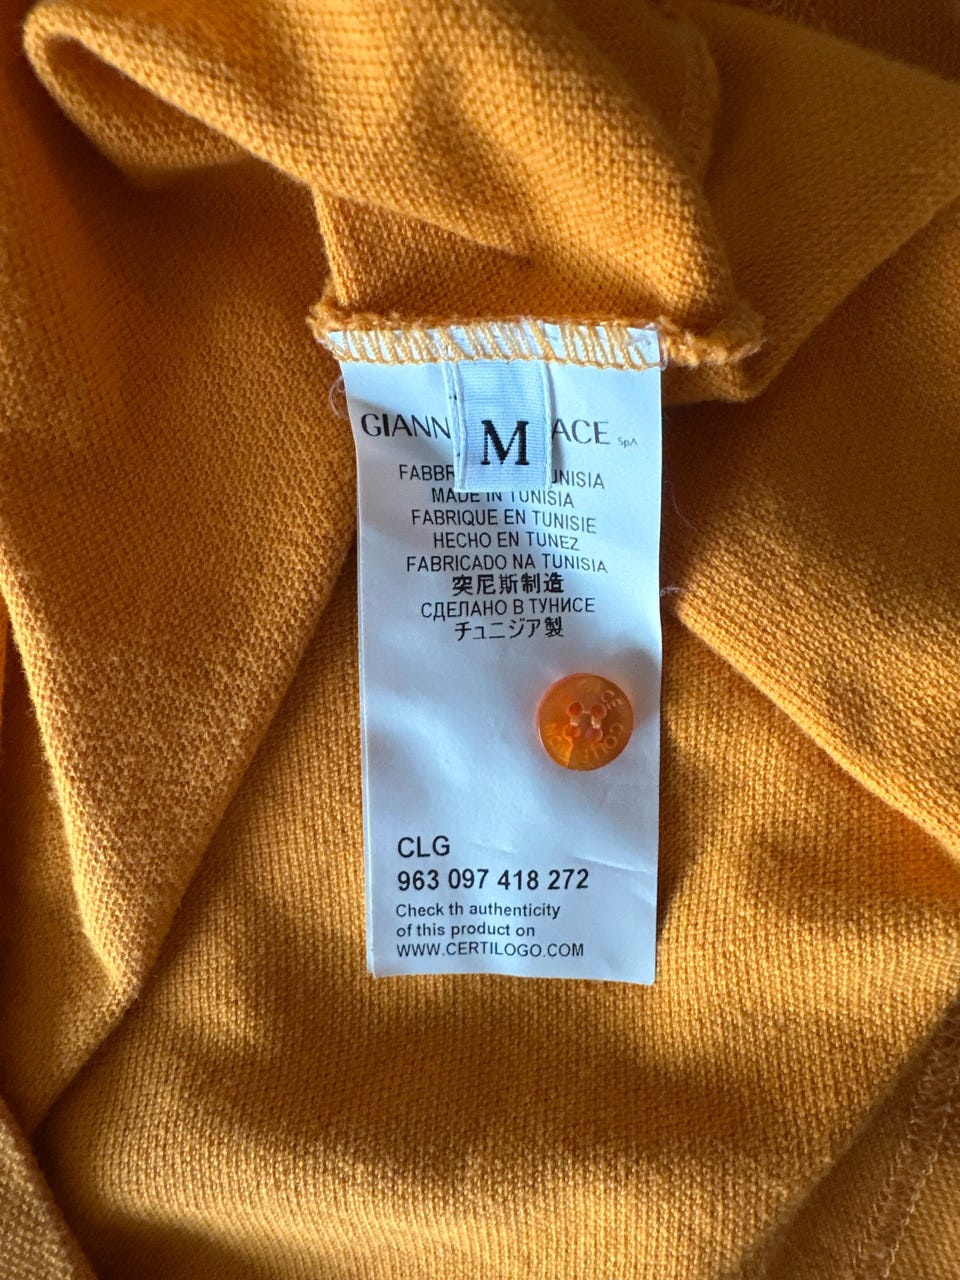 GIANN ACE SpA
M
FABBR UNISIA
MADE IN TUNISIA
FABRIQUE EN TUNISIE
HECHO EN TUNEZ
FABRICADO NA TUNISIA
突尼斯制造
СДЕЛАНО В ТУНИСЕ
チュニジア製
CLG
963 097 418 272
Check th authenticity
of this product on
WWW.CERTILOGO.COM